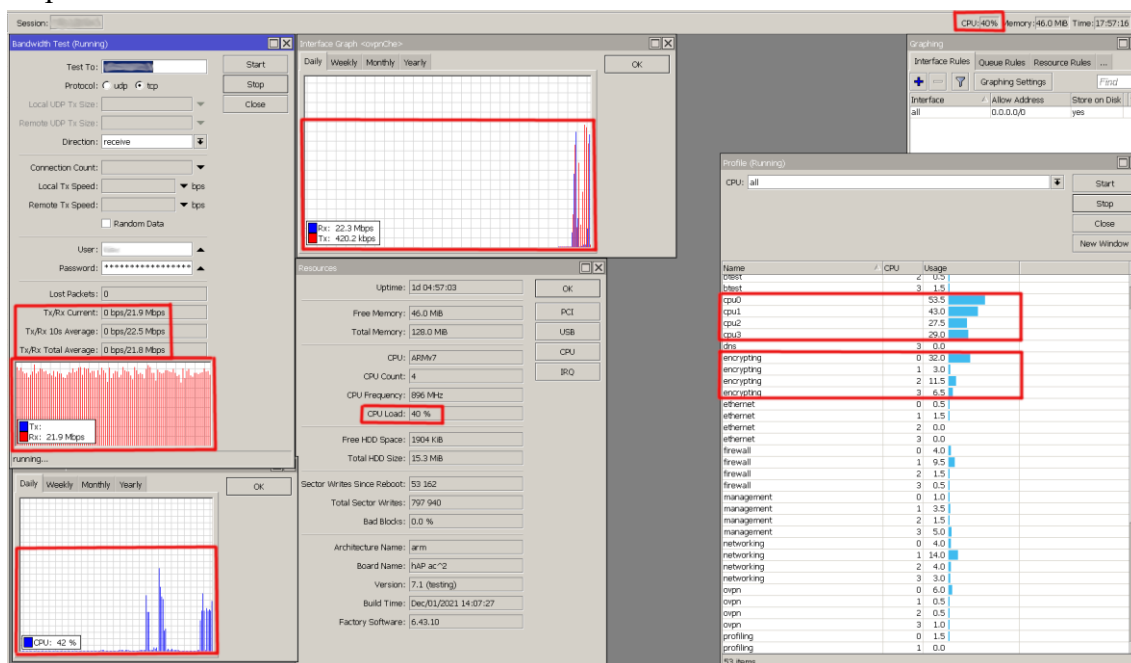 Session:
CPU: 40% Memory: 46.0 MiB Time: 17:57:16
Bandwidth Test (Running)
Test To:
Start
Protocol: udp tcp
Stop
Local UDP Tx Size:
Close
Remote UDP Tx Size:
Direction: receive
Connection Count:
Local Tx Speed: bps
Remote Tx Speed: bps
Random Data
User:
Password: *****************
Lost Packets: 0
Tx/Rx Current: 0 bps/21.9 Mbps
Tx/Rx 10s Average: 0 bps/22.5 Mbps
Tx/Rx Total Average: 0 bps/21.8 Mbps
Tx:
Rx: 21.9 Mbps
running...
Daily Weekly Monthly Yearly
OK
CPU: 42 %
Interface Graph <ovpnChe>
Daily Weekly Monthly Yearly
OK
Rx: 22.3 Mbps
Tx: 420.2 kbps
Resources
Uptime: 1d 04:57:03
OK
Free Memory: 46.0 MiB
PCI
Total Memory: 128.0 MiB
USB
CPU: ARMv7
CPU
CPU Count: 4
IRQ
CPU Frequency: 896 MHz
CPU Load: 40 %
Free HDD Space: 1904 KiB
Total HDD Size: 15.3 MiB
Sector Writes Since Reboot: 53 162
Total Sector Writes: 797 940
Bad Blocks: 0.0 %
Architecture Name: arm
Board Name: hAP ac^2
Version: 7.1 (testing)
Build Time: Dec/01/2021 14:07:27
Factory Software: 6.43.10
Graphing
Interface Rules Queue Rules Resource Rules ...
Graphing Settings Find
Interface Allow Address Store on Disk
all 0.0.0.0/0 yes
Profile (Running)
CPU: all
Start
Stop
Close
New Window
Name CPU Usage
btest 2 0.5
btest 3 1.5
cpu0 53.5
cpu1 43.0
cpu2 27.5
cpu3 29.0
dns 3 0.0
encrypting 0 32.0
encrypting 1 3.0
encrypting 2 11.5
encrypting 3 6.5
ethernet 0 0.5
ethernet 1 1.5
ethernet 2 0.0
ethernet 3 0.0
firewall 0 4.0
firewall 1 9.5
firewall 2 1.5
firewall 3 0.5
management 0 1.0
management 1 3.5
management 2 1.5
management 3 5.0
networking 0 4.0
networking 1 14.0
networking 2 4.0
networking 3 3.0
ovpn 0 6.0
ovpn 1 0.5
ovpn 2 0.5
ovpn 3 1.0
profiling 0 1.5
profiling 1 0.0
53 items